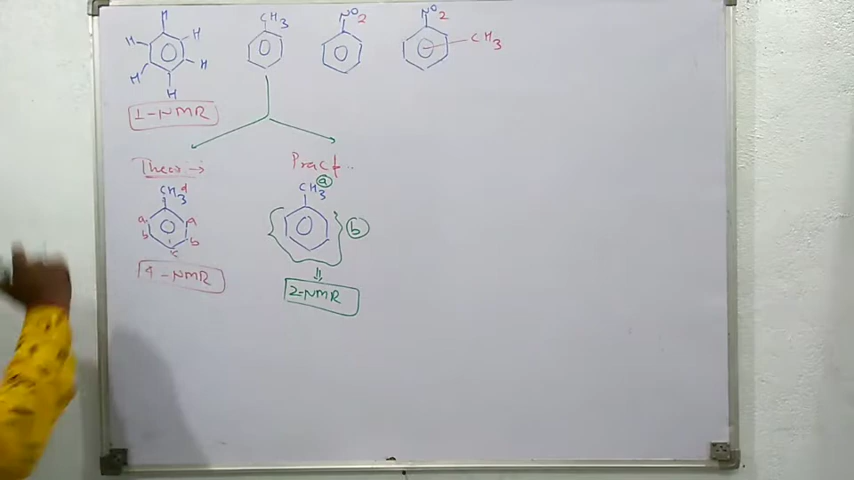 H
H H
H H
H
CH3
NO2
NO2
CH3
1-NMR
Theo →
Pract..
CH3 d
a a
b b
c
4-NMR
CH3 a
b
2-NMR